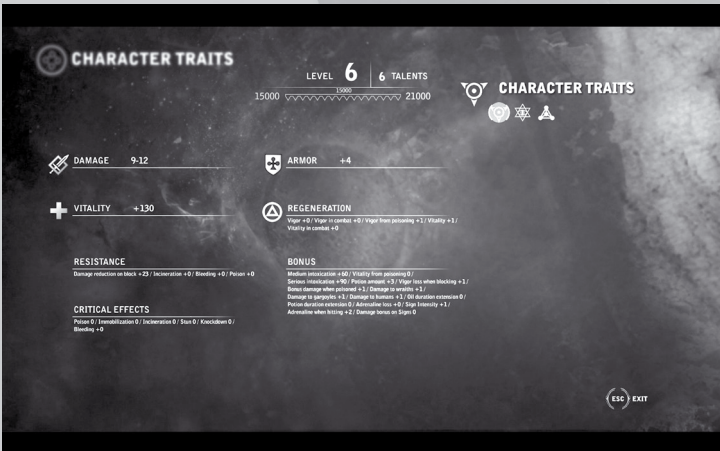 CHARACTER TRAITS
LEVEL 6 6 TALENTS
15000
15000 21000
CHARACTER TRAITS
DAMAGE 9-12
ARMOR +4
VITALITY +130
REGENERATION
Vigor +0 / Vigor in combat +0 / Vigor from poisoning +1 / Vitality +1 /
Vitality in combat +0
RESISTANCE
Damage reduction on block +23 / Incineration +0 / Bleeding +0 / Poison +0
BONUS
Medium intoxication +60 / Vitality from poisoning 0 /
Serious intoxication +90 / Potion amount +3 / Vigor loss when blocking +1 /
Bonus damage when poisoned +1 / Damage to wraiths +1 /
Damage to gargoyles +1 / Damage to humans +1 / Oil duration extension 0 /
Potion duration extension 0 / Adrenaline loss +0 / Sign Intensity +1 /
Adrenaline when hitting +2 / Damage bonus on Signs 0
CRITICAL EFFECTS
Poison 0 / Immobilization 0 / Incineration 0 / Stun 0 / Knockdown 0 /
Bleeding +0
ESC EXIT